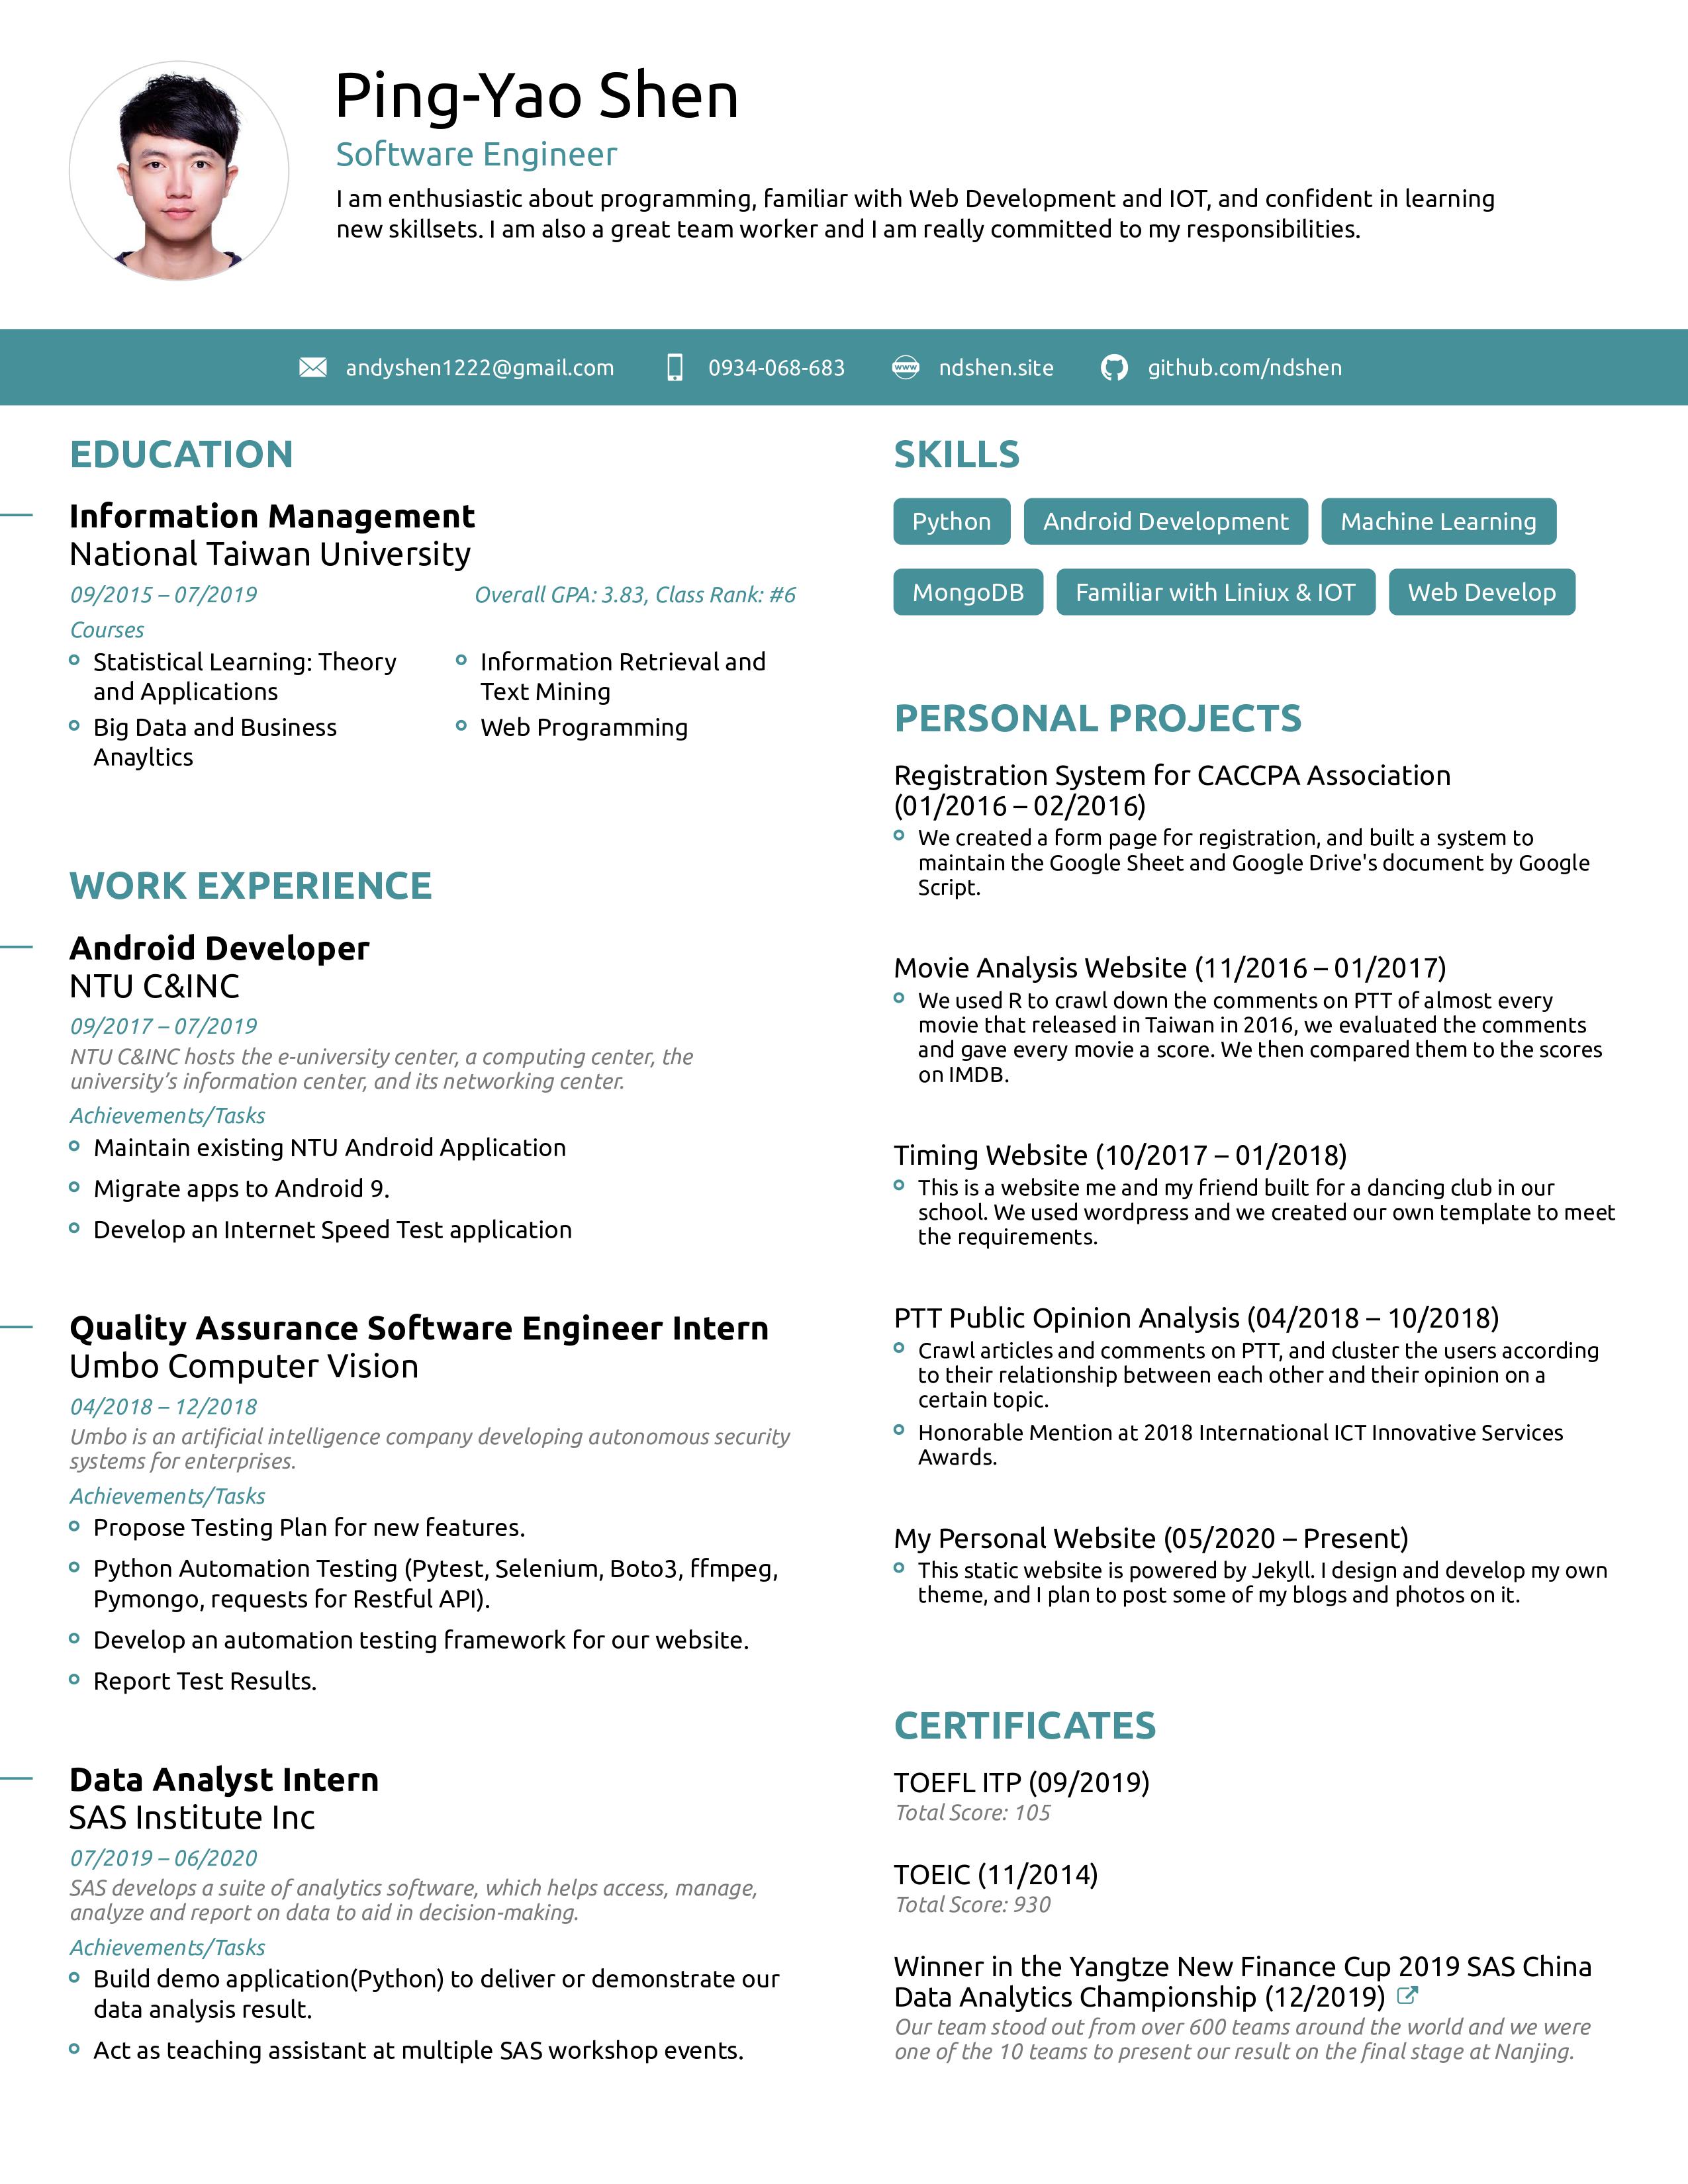 Ping-Yao Shen
Software Engineer
I am enthusiastic about programming, familiar with Web Development and IOT, and confident in learning
new skillsets. I am also a great team worker and I am really committed to my responsibilities.
andyshen1222@gmail.com
0934-068-683
www
ndshen.site
github.com/ndshen
EDUCATION
Information Management
National Taiwan University
09/2015 – 07/2019
Overall GPA: 3.83, Class Rank: #6
Courses
Statistical Learning: Theory
and Applications
Information Retrieval and
Text Mining
Big Data and Business
Anayltics
Web Programming
WORK EXPERIENCE
Android Developer
NTU C&INC
09/2017 – 07/2019
NTU C&INC hosts the e-university center, a computing center, the
university’s information center, and its networking center.
Achievements/Tasks
Maintain existing NTU Android Application
Migrate apps to Android 9.
Develop an Internet Speed Test application
Quality Assurance Software Engineer Intern
Umbo Computer Vision
04/2018 – 12/2018
Umbo is an artificial intelligence company developing autonomous security
systems for enterprises.
Achievements/Tasks
Propose Testing Plan for new features.
Python Automation Testing (Pytest, Selenium, Boto3, ffmpeg,
Pymongo, requests for Restful API).
Develop an automation testing framework for our website.
Report Test Results.
Data Analyst Intern
SAS Institute Inc
07/2019 – 06/2020
SAS develops a suite of analytics software, which helps access, manage,
analyze and report on data to aid in decision-making.
Achievements/Tasks
Build demo application(Python) to deliver or demonstrate our
data analysis result.
Act as teaching assistant at multiple SAS workshop events.
SKILLS
Python
Android Development
Machine Learning
MongoDB
Familiar with Liniux & IOT
Web Develop
PERSONAL PROJECTS
Registration System for CACCPA Association
(01/2016 – 02/2016)
We created a form page for registration, and built a system to
maintain the Google Sheet and Google Drive's document by Google
Script.
Movie Analysis Website (11/2016 – 01/2017)
We used R to crawl down the comments on PTT of almost every
movie that released in Taiwan in 2016, we evaluated the comments
and gave every movie a score. We then compared them to the scores
on IMDB.
Timing Website (10/2017 – 01/2018)
This is a website me and my friend built for a dancing club in our
school. We used wordpress and we created our own template to meet
the requirements.
PTT Public Opinion Analysis (04/2018 – 10/2018)
Crawl articles and comments on PTT, and cluster the users according
to their relationship between each other and their opinion on a
certain topic.
Honorable Mention at 2018 International ICT Innovative Services
Awards.
My Personal Website (05/2020 – Present)
This static website is powered by Jekyll. I design and develop my own
theme, and I plan to post some of my blogs and photos on it.
CERTIFICATES
TOEFL ITP (09/2019)
Total Score: 105
TOEIC (11/2014)
Total Score: 930
Winner in the Yangtze New Finance Cup 2019 SAS China
Data Analytics Championship (12/2019)
Our team stood out from over 600 teams around the world and we were
one of the 10 teams to present our result on the final stage at Nanjing.